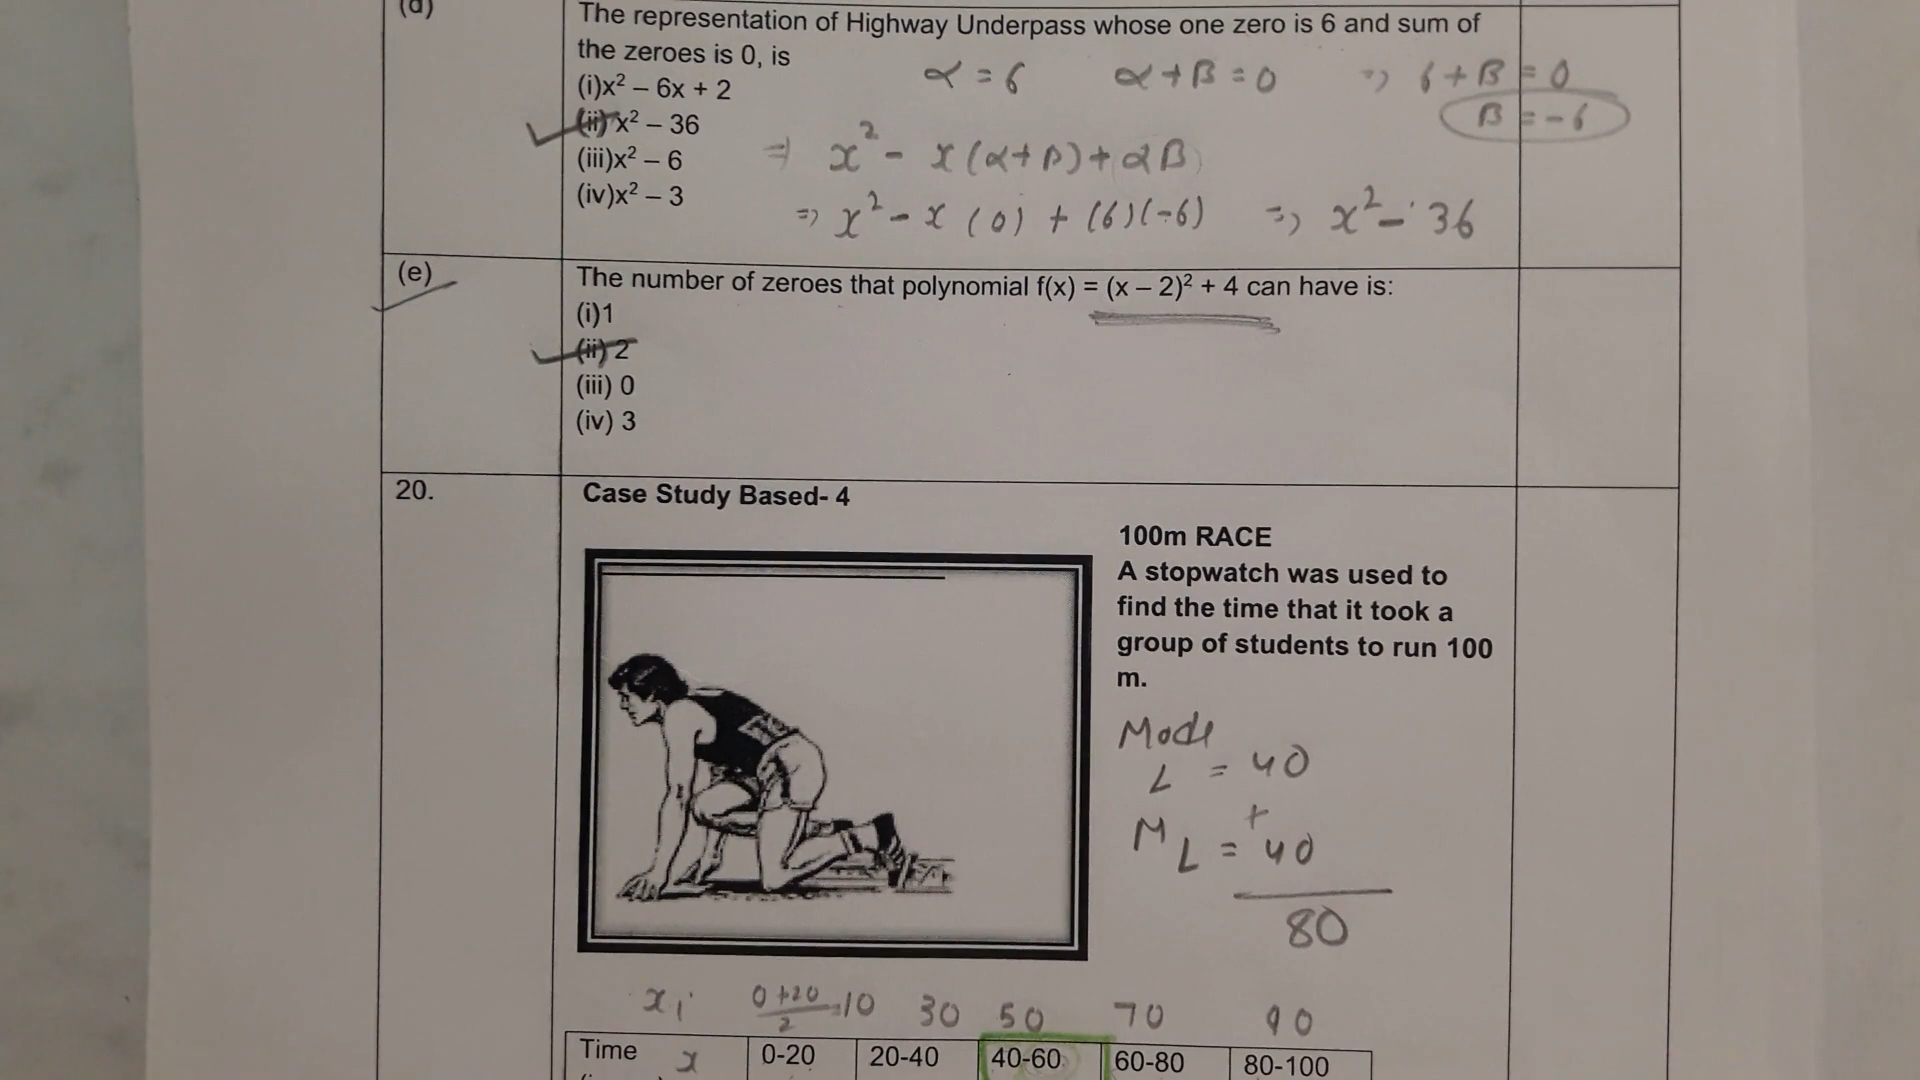 (d)
The representation of Highway Underpass whose one zero is 6 and sum of
the zeroes is 0, is
α = 6 α + β = 0 => 6 + β = 0
β = -6
(i)x² – 6x + 2
(ii) x² – 36
(iii)x² – 6
(iv)x² – 3
=> x² - x (α + β) + αβ
=> x² - x (0) + (6)(-6) => x² - 36
(e)
The number of zeroes that polynomial f(x) = (x – 2)² + 4 can have is:
(i)1
(ii) 2
(iii) 0
(iv) 3
20.
Case Study Based- 4
100m RACE
A stopwatch was used to
find the time that it took a
group of students to run 100
m.
Mode
L = 40
+
M L = 40
80
xi 0+20/2 = 10 30 50 70 90
Time x 0-20 20-40 40-60 60-80 80-100